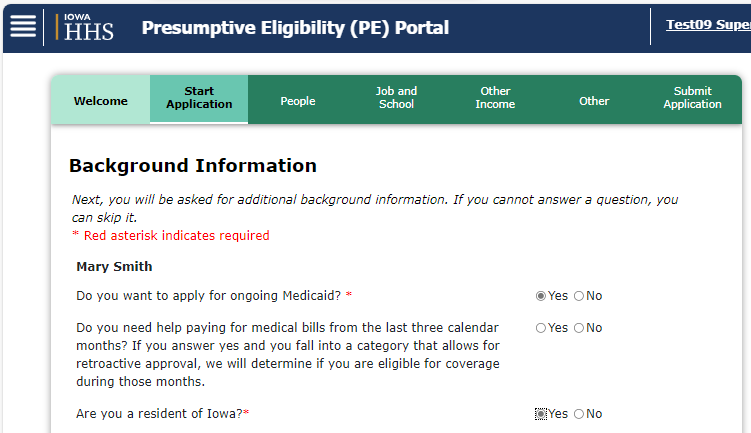 IOWA
HHS
Presumptive Eligibility (PE) Portal
Test09 Super
Welcome
Start
Application
People
Job and
School
Other
Income
Other
Submit
Application
Background Information
Next, you will be asked for additional background information. If you cannot answer a question, you
can skip it.
* Red asterisk indicates required
Mary Smith
Do you want to apply for ongoing Medicaid? *
Yes No
Do you need help paying for medical bills from the last three calendar
Yes No
months? If you answer yes and you fall into a category that allows for
retroactive approval, we will determine if you are eligible for coverage
during those months.
Are you a resident of Iowa?*
Yes No